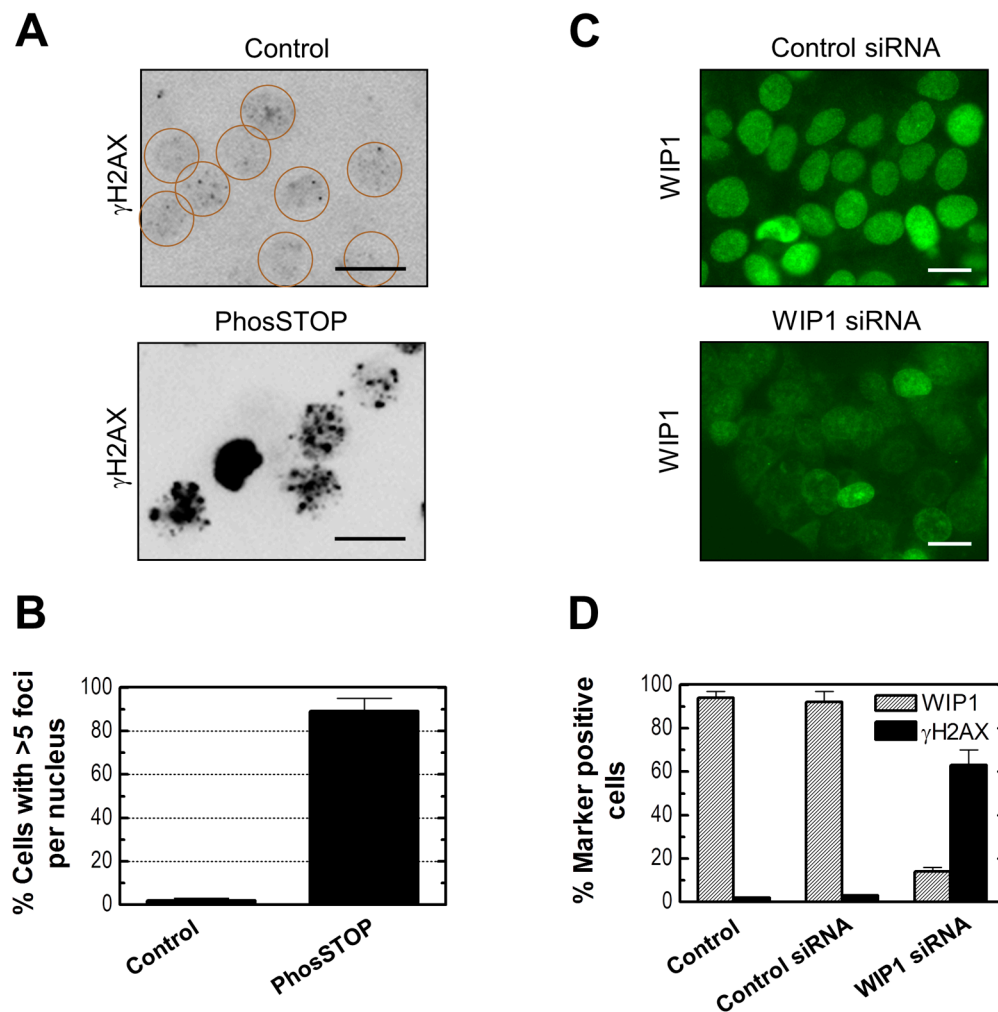 A
Control
γH2AX
PhosSTOP
γH2AX
B
% Cells with >5 foci
per nucleus
100
80
60
40
20
0
Control
PhosSTOP
C
Control siRNA
WIP1
WIP1 siRNA
WIP1
D
% Marker positive
cells
100
80
60
40
20
0
WIP1
γH2AX
Control
Control siRNA
WIP1 siRNA